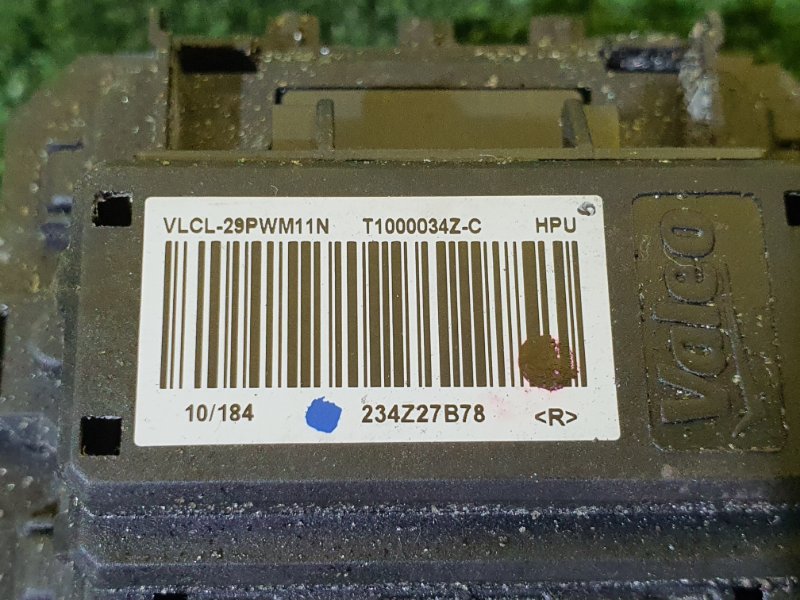 VLCL-29PWM11N T1000034Z-C HPU
10/184 234Z27B78 <R>
Valeo